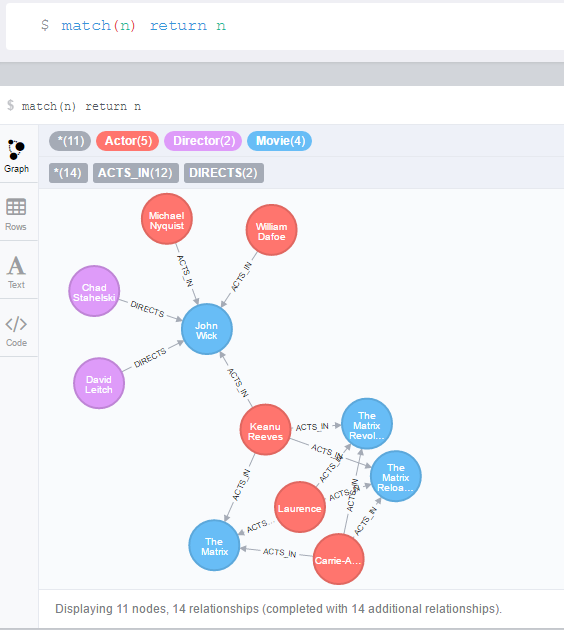 $ match(n) return n
$ match(n) return n
*(11) Actor(5) Director(2) Movie(4)
*(14) ACTS_IN(12) DIRECTS(2)
Graph
Rows
Text
Code
Michael
Nyquist
William
Dafoe
ACTS_IN
ACTS_IN
Chad
Stahelski
DIRECTS
John
Wick
DIRECTS
David
Leitch
ACTS_IN
Keanu
Reeves
ACTS_IN
The
Matrix
Revol...
ACTS_IN
The
Matrix
Reloa...
ACTS_IN
ACTS_IN
ACTS_IN
ACTS_IN
Laurence
ACTS_IN
ACTS...
The
Matrix
ACTS_IN
Carrie-A...
Displaying 11 nodes, 14 relationships (completed with 14 additional relationships).